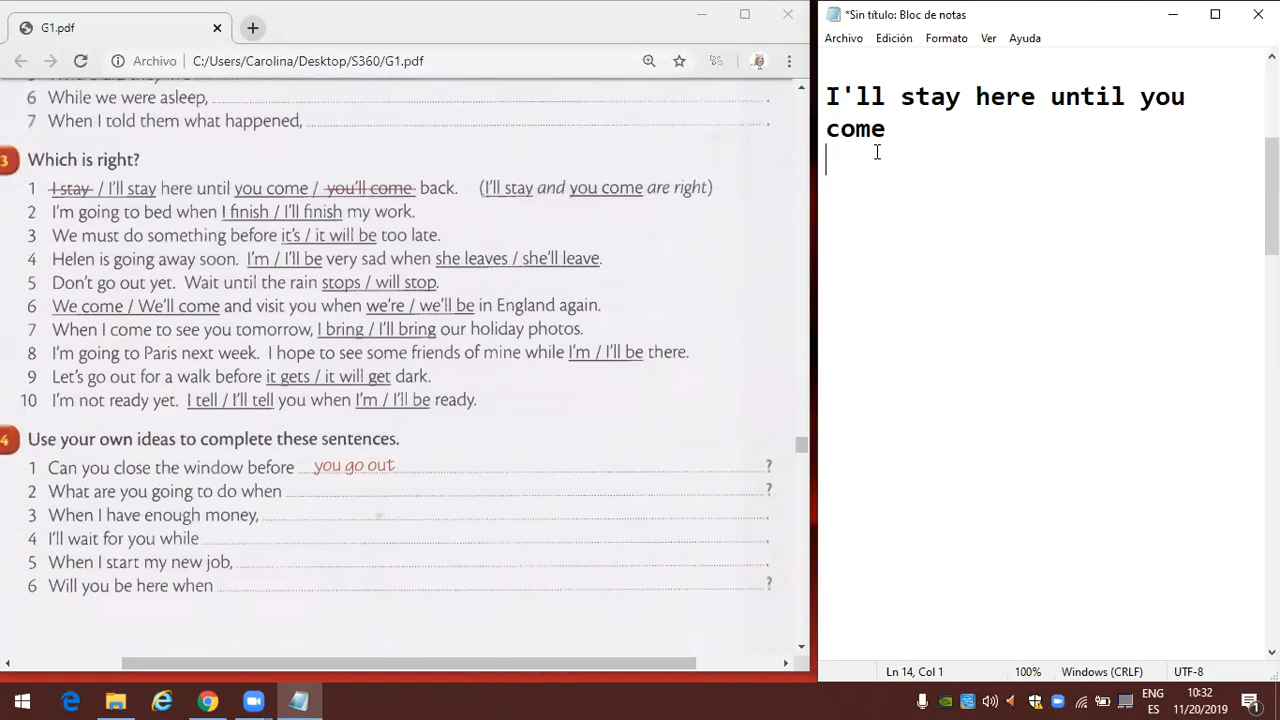 G1.pdf
Archivo C:/Users/Carolina/Desktop/S360/G1.pdf
6 While we were asleep, .
7 When I told them what happened, .
3 Which is right?
1 I stay / I'll stay here until you come / you'll come back. (I'll stay and you come are right)
2 I'm going to bed when I finish / I'll finish my work.
3 We must do something before it's / it will be too late.
4 Helen is going away soon. I'm / I'll be very sad when she leaves / she'll leave.
5 Don't go out yet. Wait until the rain stops / will stop.
6 We come / We'll come and visit you when we're / we'll be in England again.
7 When I come to see you tomorrow, I bring / I'll bring our holiday photos.
8 I'm going to Paris next week. I hope to see some friends of mine while I'm / I'll be there.
9 Let's go out for a walk before it gets / it will get dark.
10 I'm not ready yet. I tell / I'll tell you when I'm / I'll be ready.
4 Use your own ideas to complete these sentences.
1 Can you close the window before you go out ?
2 What are you going to do when ?
3 When I have enough money, .
4 I'll wait for you while .
5 When I start my new job, .
6 Will you be here when ?
*Sin título: Bloc de notas
Archivo Edición Formato Ver Ayuda
I'll stay here until you
come
Ln 14, Col 1 100% Windows (CRLF) UTF-8
ENG 10:32
ES 11/20/2019 1